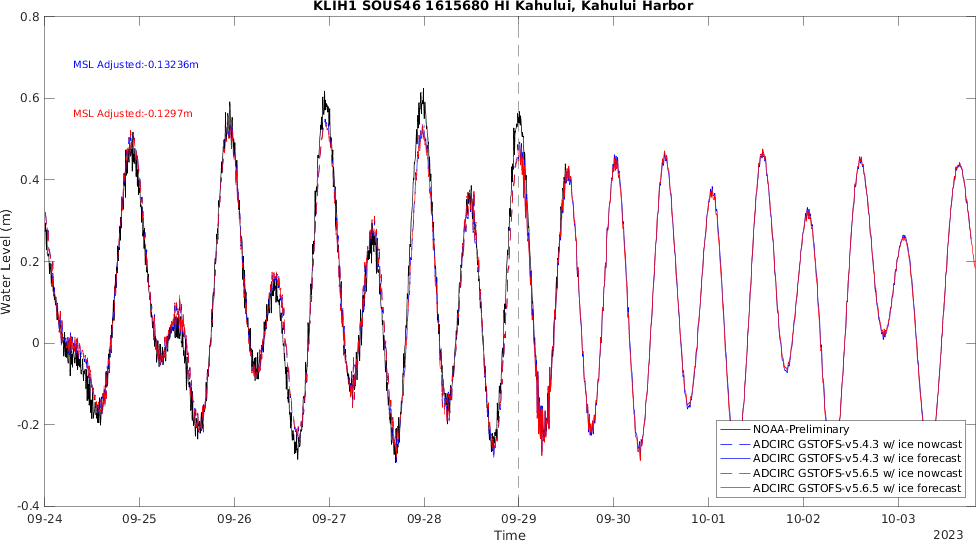 KLIH1 SOUS46 1615680 HI Kahului, Kahului Harbor
0.8
0.6
0.4
0.2
0
-0.2
-0.4
Water Level (m)
MSL Adjusted:-0.13236m
MSL Adjusted:-0.1297m
NOAA-Preliminary
ADCIRC GSTOFS-v5.4.3 w/ ice nowcast
ADCIRC GSTOFS-v5.4.3 w/ ice forecast
ADCIRC GSTOFS-v5.6.5 w/ ice nowcast
ADCIRC GSTOFS-v5.6.5 w/ ice forecast
09-24 09-25 09-26 09-27 09-28 09-29 09-30 10-01 10-02 10-03
Time
2023